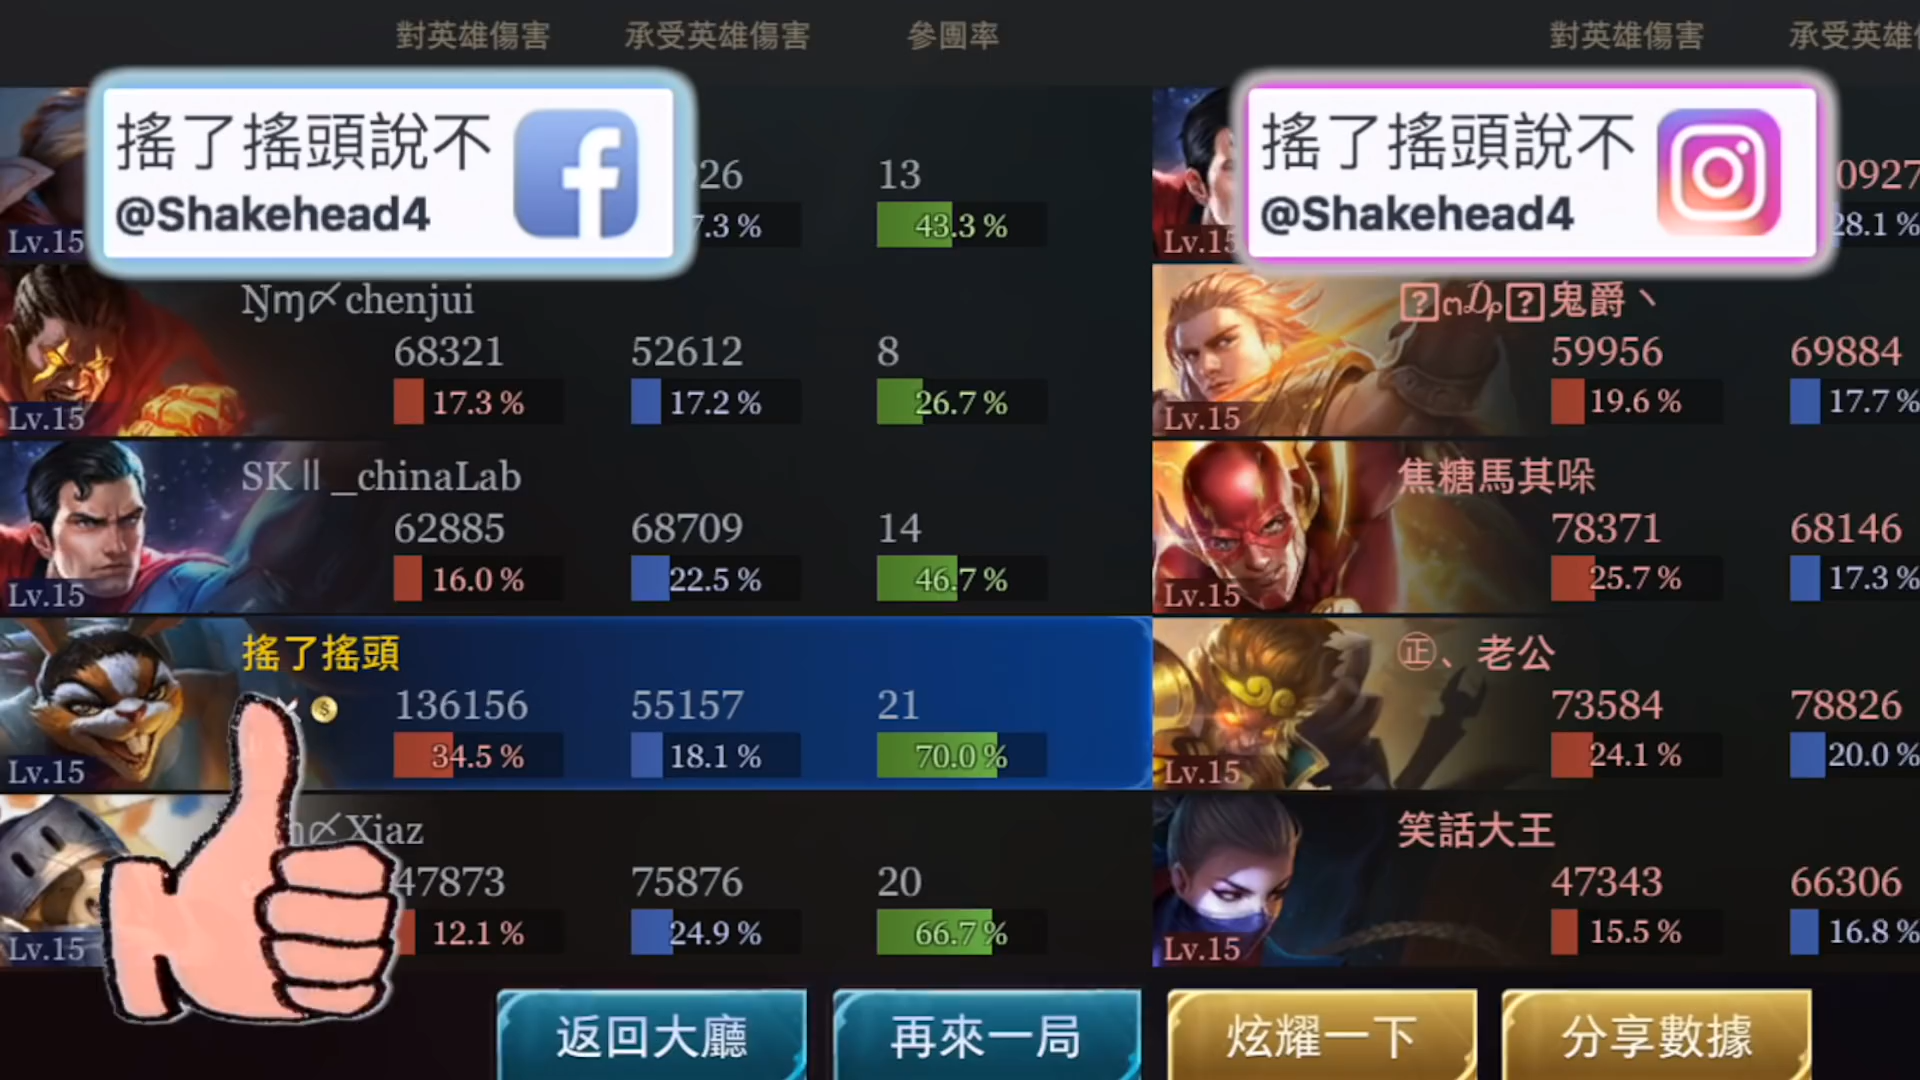 對英雄傷害 承受英雄傷害 參團率 對英雄傷害 承受英雄
搖了搖頭說不
@Shakehead4
搖了搖頭說不
@Shakehead4
26 13
7.3% 43.3%
Lv.15
0927
28.1%
Lv.15
chenjui
68321 52612 8
17.3% 17.2% 26.7%
Lv.15
鬼爵丶
59956 69884
19.6% 17.7%
Lv.15
SKⅡ_chinaLab
62885 68709 14
16.0% 22.5% 46.7%
Lv.15
焦糖馬其哚
78371 68146
25.7% 17.3%
Lv.15
搖了搖頭
136156 55157 21
34.5% 18.1% 70.0%
Lv.15
㊣、老公
73584 78826
24.1% 20.0%
Lv.15
Xiaz
47873 75876 20
12.1% 24.9% 66.7%
Lv.15
笑話大王
47343 66306
15.5% 16.8%
Lv.15
返回大廳 再來一局 炫耀一下 分享數據